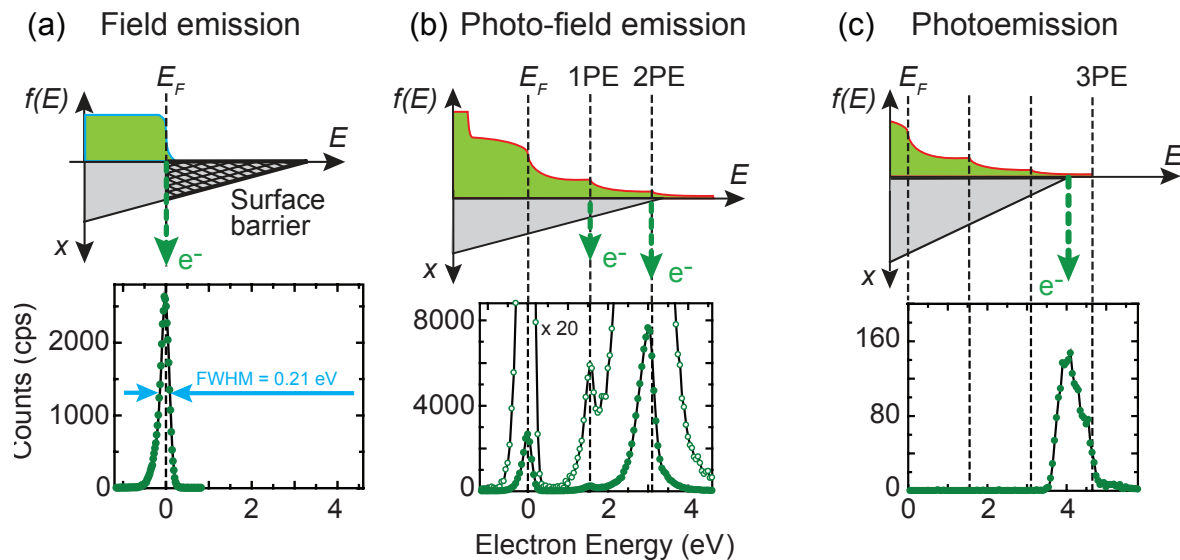 (a) Field emission
f(E)
E_F
E
Surface
barrier
x
e-
Counts (cps)
2000
1000
0
FWHM = 0.21 eV
0 2 4
(b) Photo-field emission
E_F 1PE 2PE
f(E)
E
x
e-
e-
8000
4000
0
x 20
0 2 4
Electron Energy (eV)
(c) Photoemission
E_F 3PE
f(E)
E
x
e-
160
80
0
0 2 4